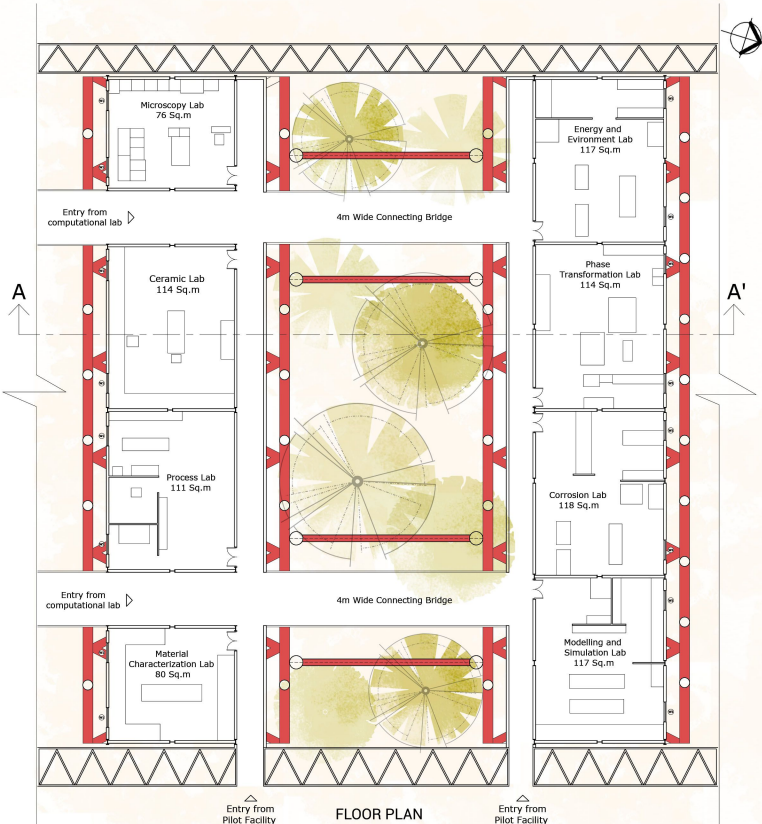 Microscopy Lab
76 Sq.m
Energy and
Evironment Lab
117 Sq.m
Entry from
computational lab
4m Wide Connecting Bridge
Ceramic Lab
114 Sq.m
Phase
Transformation Lab
114 Sq.m
A
A'
Process Lab
111 Sq.m
Corrosion Lab
118 Sq.m
Entry from
computational lab
4m Wide Connecting Bridge
Material
Characterization Lab
80 Sq.m
Modelling and
Simulation Lab
117 Sq.m
Entry from
Pilot Facility
FLOOR PLAN
Entry from
Pilot Facility